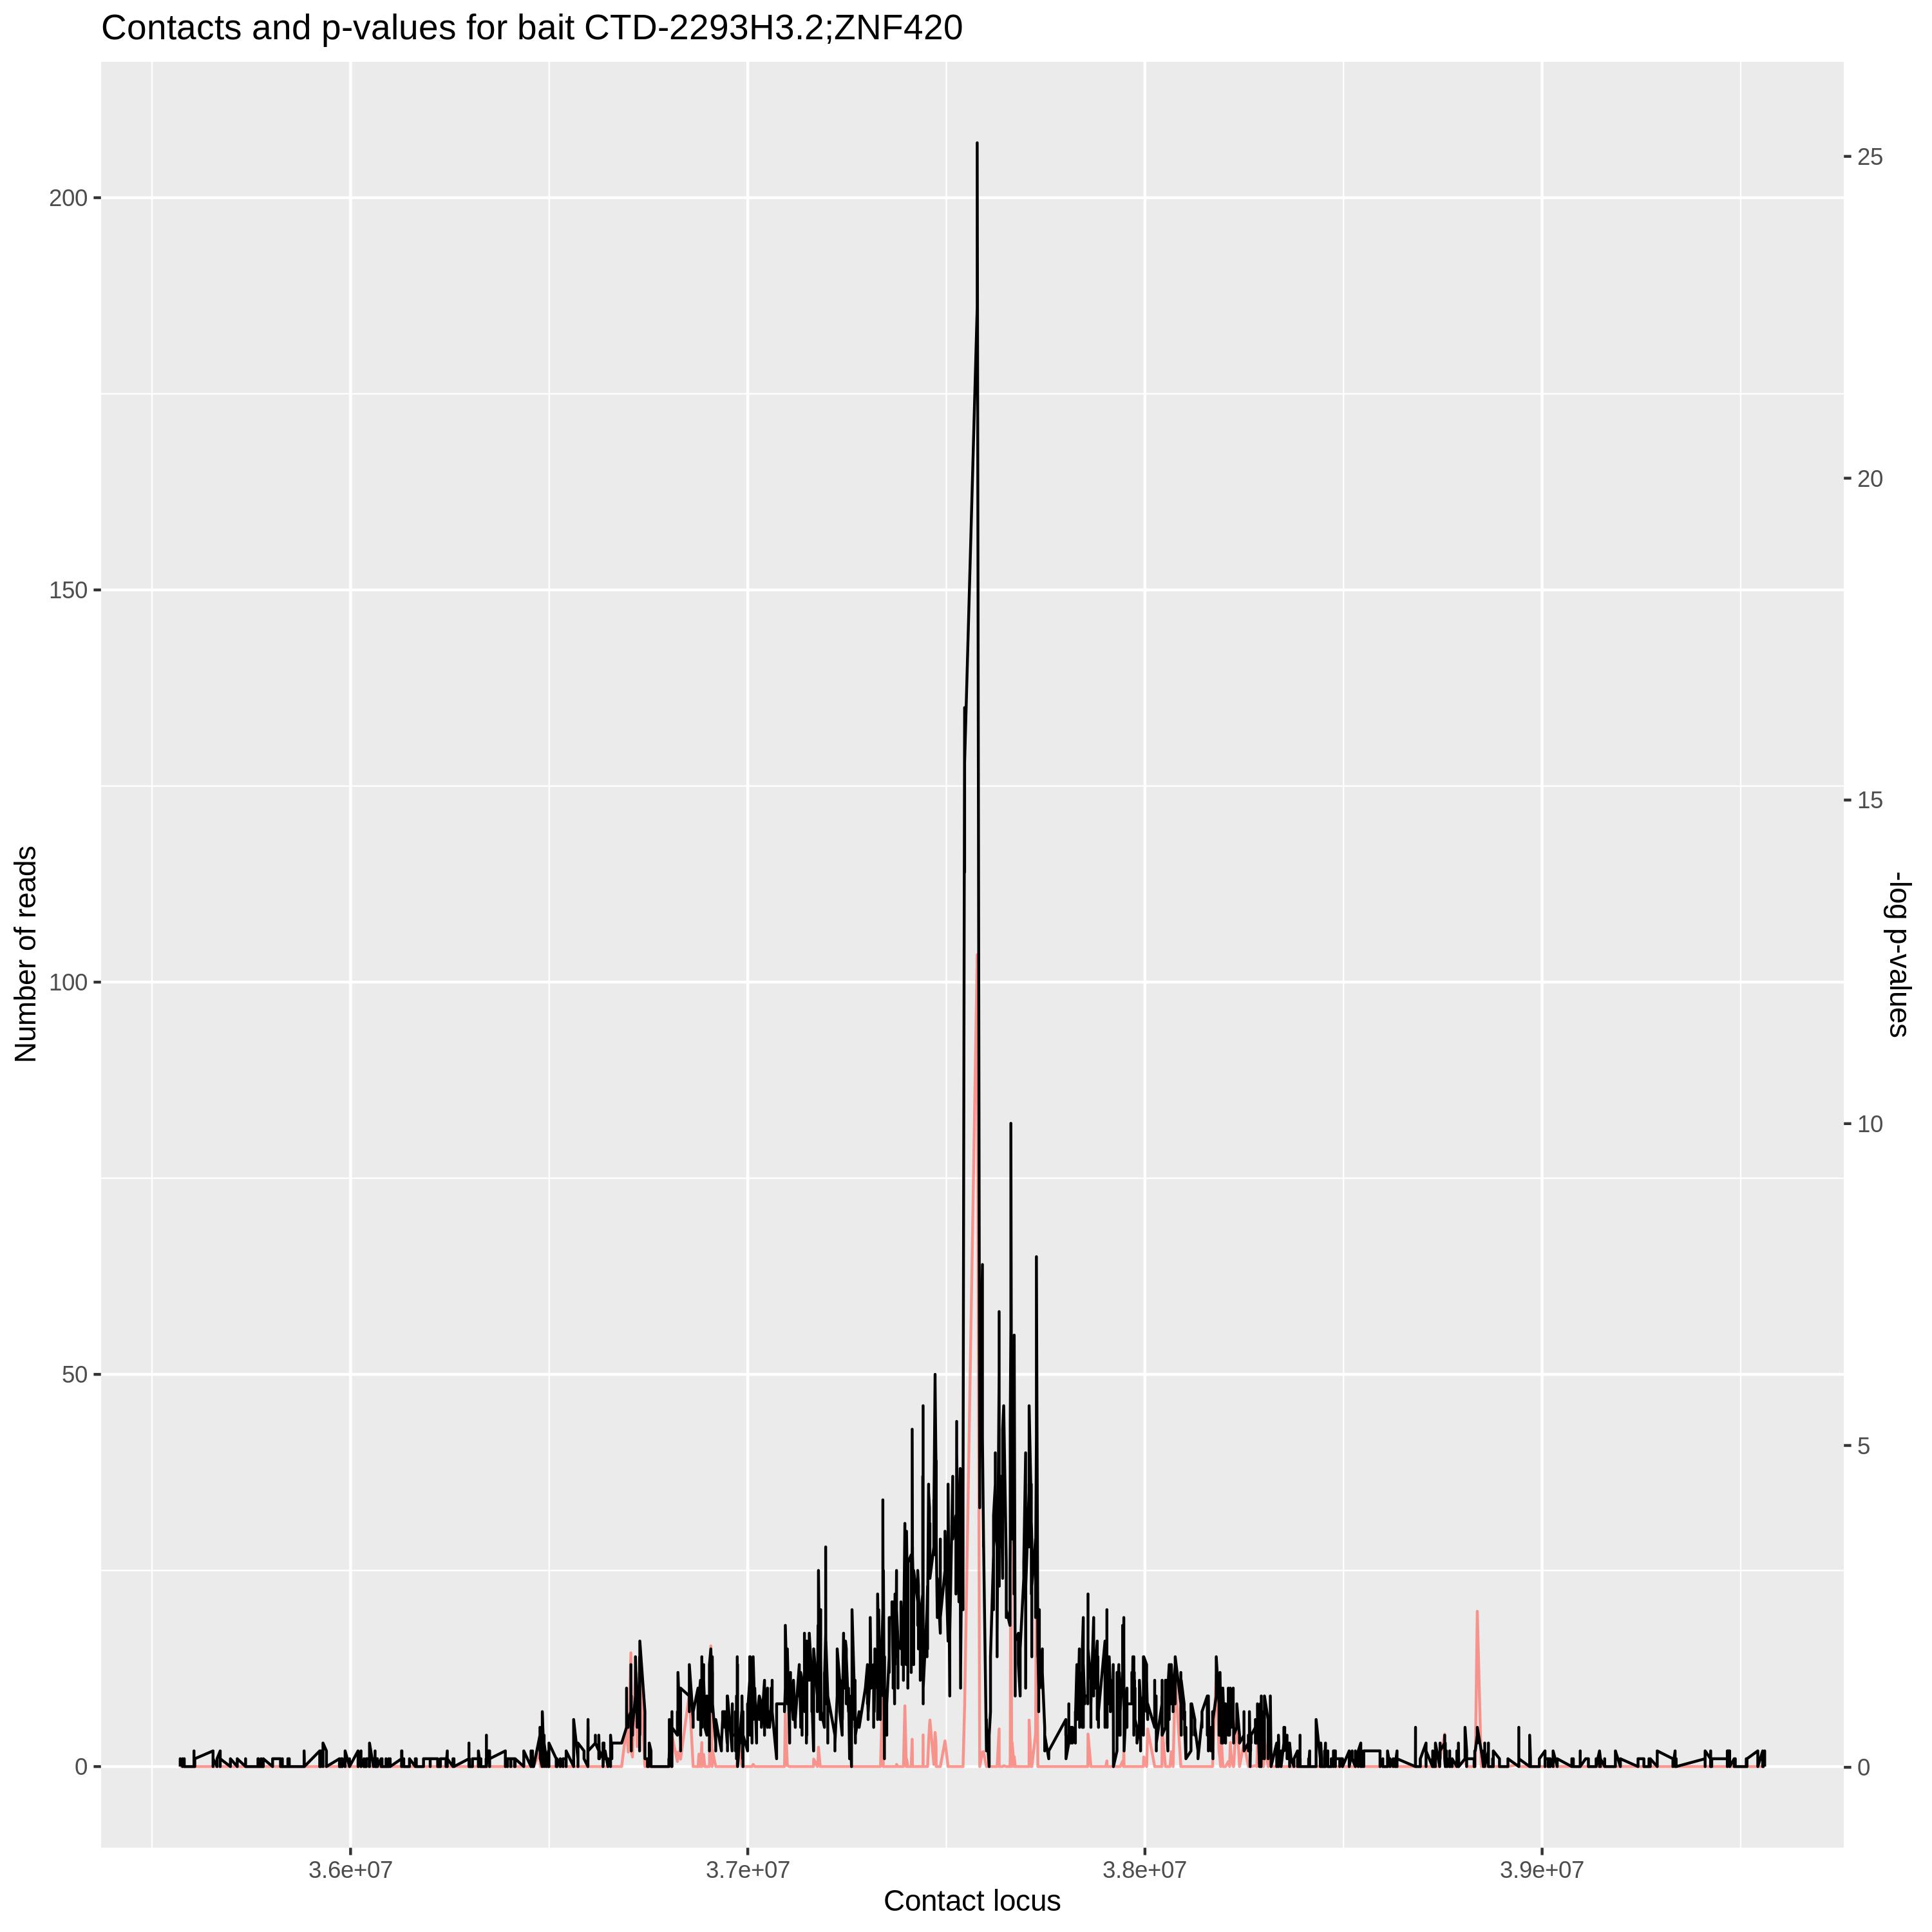 Contacts and p-values for bait CTD-2293H3.2;ZNF420
Number of reads
200
150
100
50
0
25
20
15
10
5
0
-log p-values
3.6e+07
3.7e+07
3.8e+07
3.9e+07
Contact locus